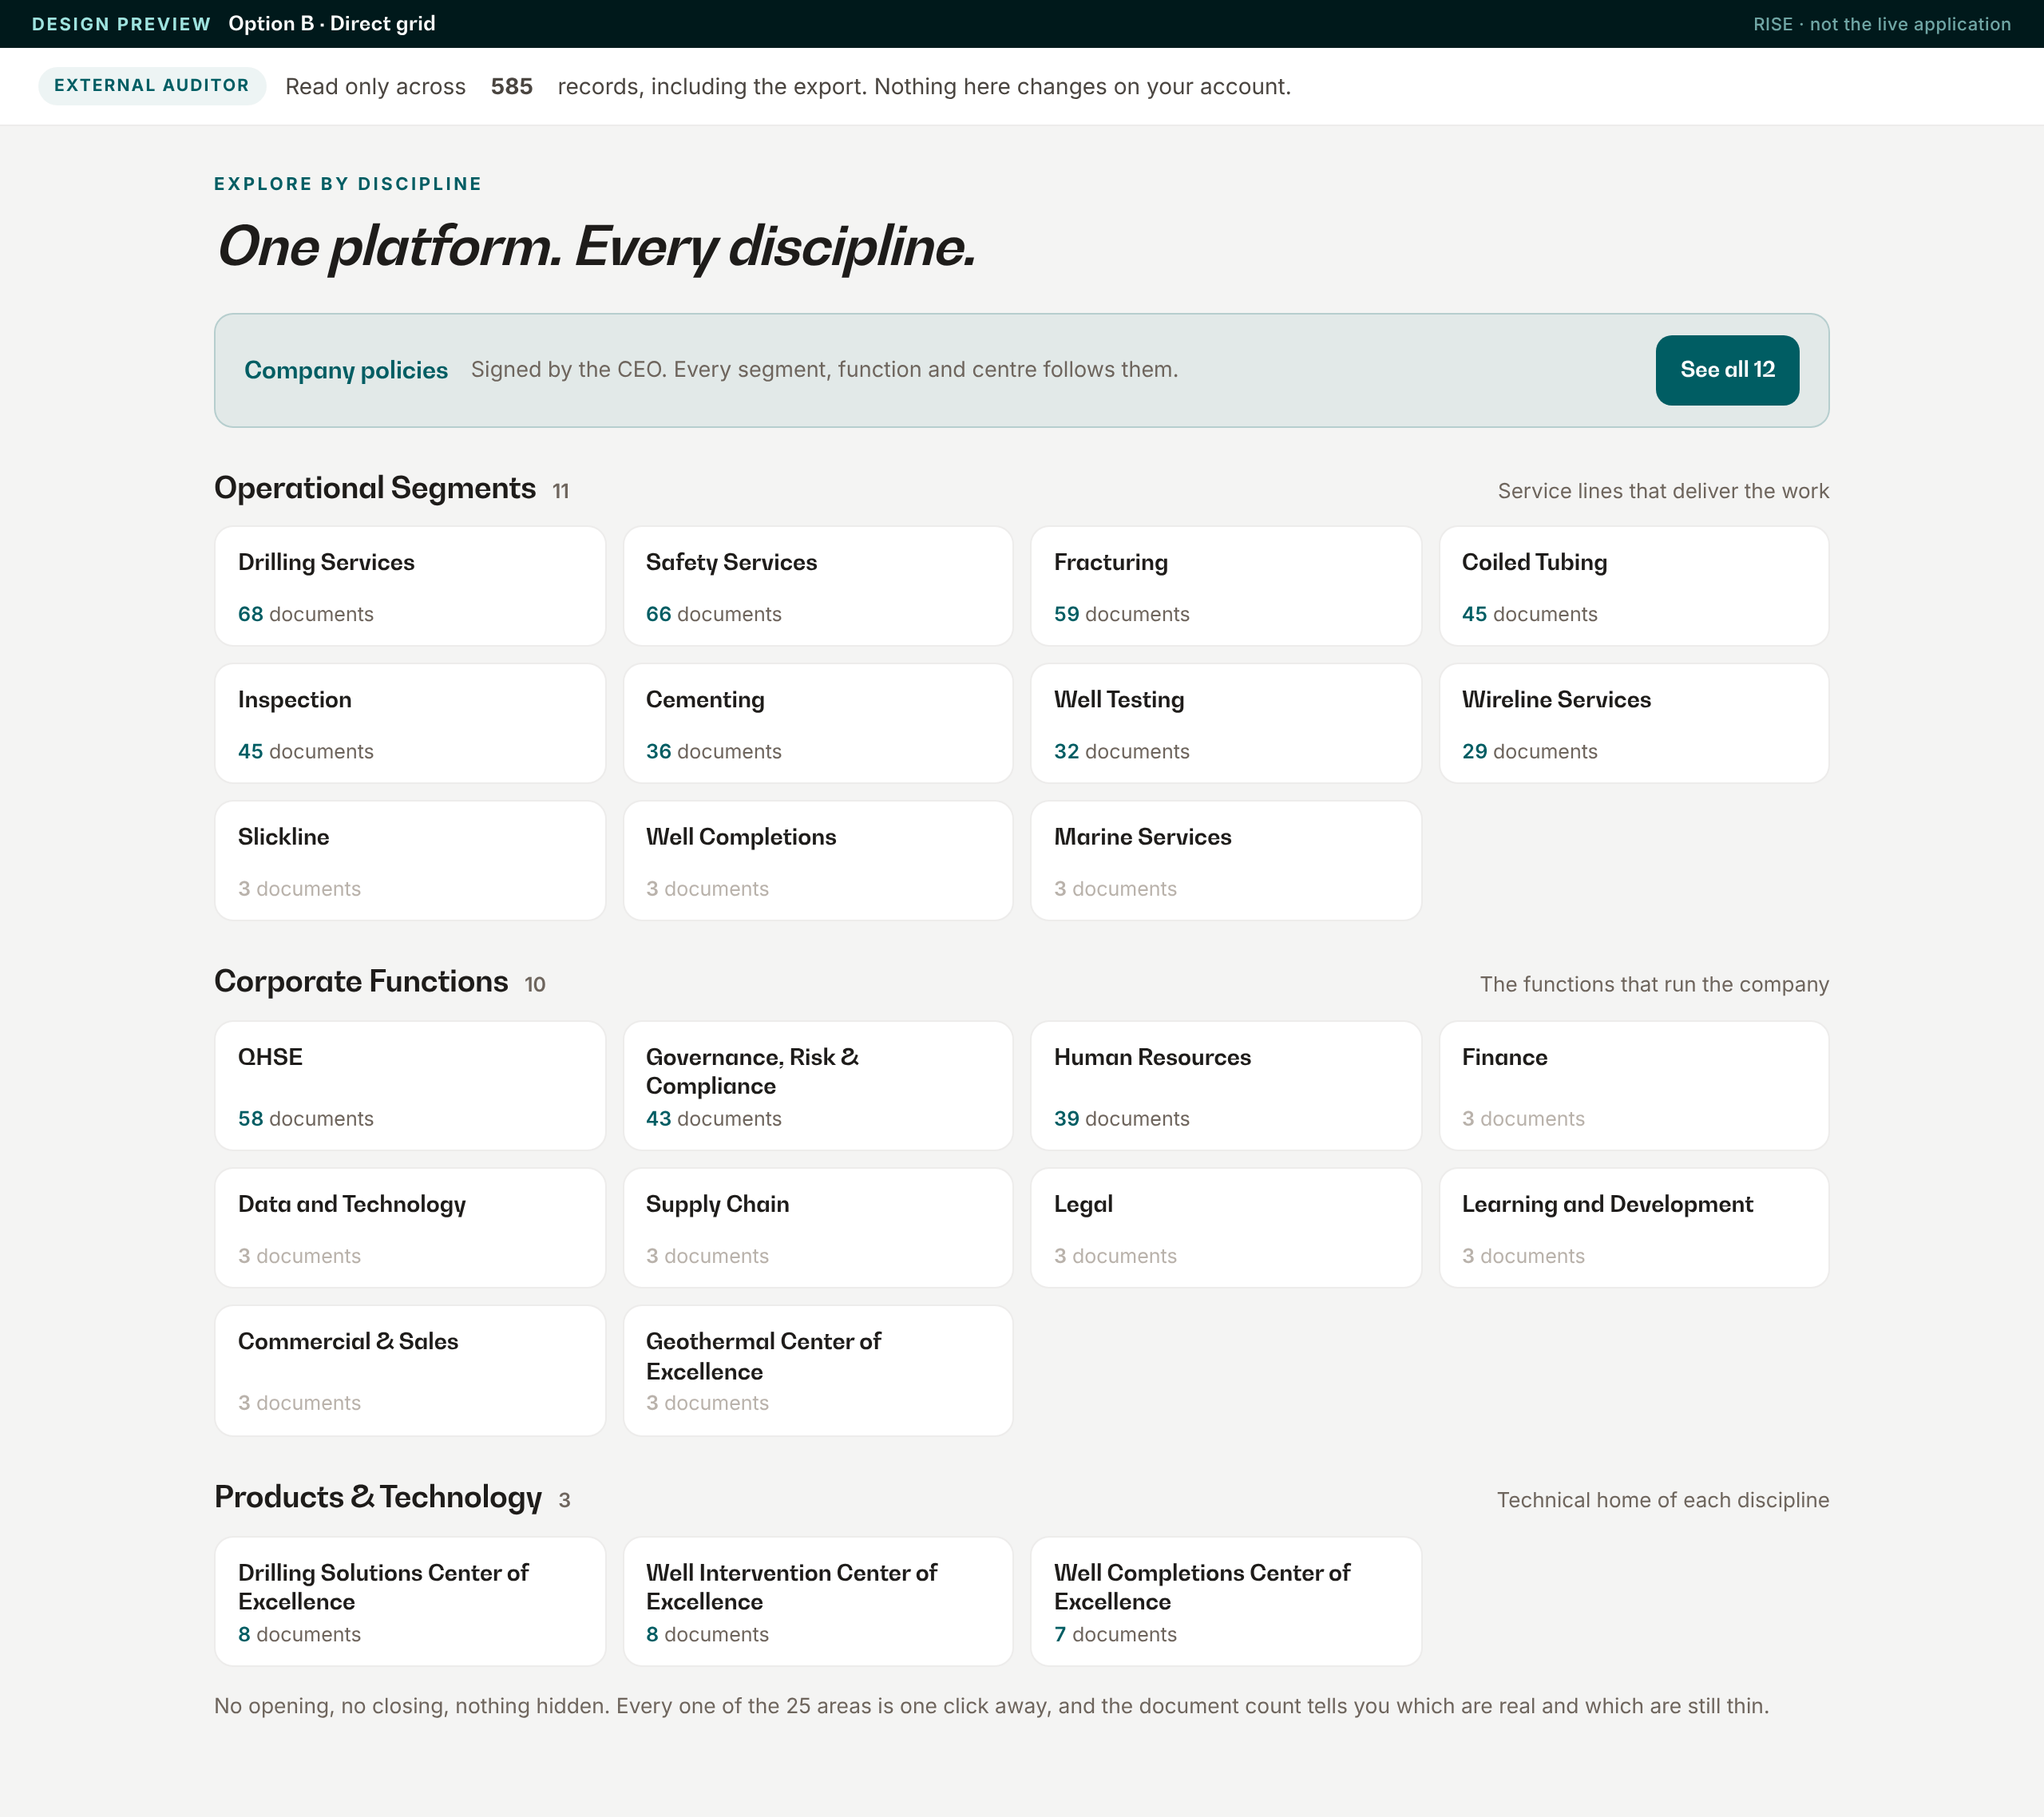 DESIGN PREVIEW Option B · Direct grid RISE · not the live application
EXTERNAL AUDITOR Read only across 585 records, including the export. Nothing here changes on your account.
EXPLORE BY DISCIPLINE
One platform. Every discipline.
Company policies Signed by the CEO. Every segment, function and centre follows them. See all 12
Operational Segments 11 Service lines that deliver the work
Drilling Services
68 documents
Safety Services
66 documents
Fracturing
59 documents
Coiled Tubing
45 documents
Inspection
45 documents
Cementing
36 documents
Well Testing
32 documents
Wireline Services
29 documents
Slickline
3 documents
Well Completions
3 documents
Marine Services
3 documents
Corporate Functions 10 The functions that run the company
QHSE
58 documents
Governance, Risk &
Compliance
43 documents
Human Resources
39 documents
Finance
3 documents
Data and Technology
3 documents
Supply Chain
3 documents
Legal
3 documents
Learning and Development
3 documents
Commercial & Sales
3 documents
Geothermal Center of
Excellence
3 documents
Products & Technology 3 Technical home of each discipline
Drilling Solutions Center of
Excellence
8 documents
Well Intervention Center of
Excellence
8 documents
Well Completions Center of
Excellence
7 documents
No opening, no closing, nothing hidden. Every one of the 25 areas is one click away, and the document count tells you which are real and which are still thin.